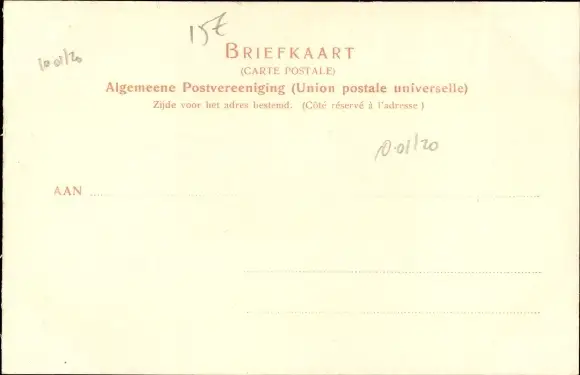 15€
BRIEFKAART
(CARTE POSTALE)
Algemeene Postvereeniging (Union postale universelle)
Zijde voor het adres bestemd. (Côté réservé à l'adresse)
10-01/20
10-01/20
AAN